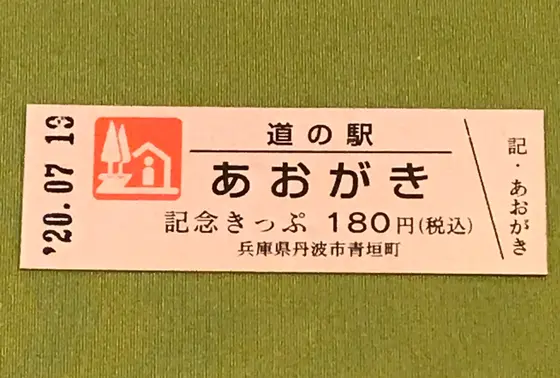 '20.07 13
道の駅
あおがき
記念きっぷ 180円(税込)
兵庫県丹波市青垣町
記・あおがき